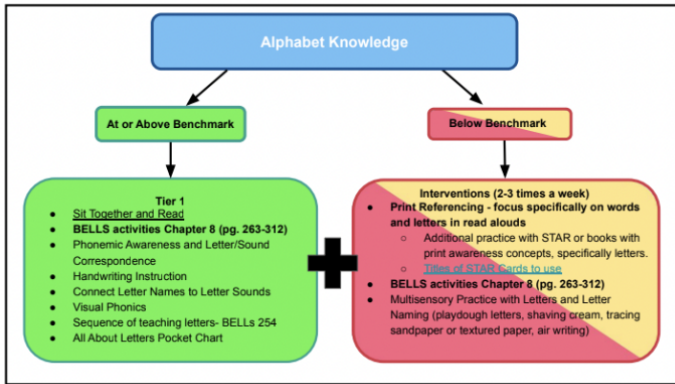 Alphabet Knowledge
At or Above Benchmark
Below Benchmark
Tier 1
● Sit Together and Read
● BELLS activities Chapter 8 (pg. 263-312)
● Phonemic Awareness and Letter/Sound
Correspondence
● Handwriting Instruction
● Connect Letter Names to Letter Sounds
● Visual Phonics
● Sequence of teaching letters- BELLs 254
● All About Letters Pocket Chart
Interventions (2-3 times a week)
● Print Referencing - focus specifically on words
and letters in read alouds
○ Additional practice with STAR or books with
print awareness concepts, specifically letters.
○ Titles of STAR Cards to use
● BELLS activities Chapter 8 (pg. 263-312)
● Multisensory Practice with Letters and Letter
Naming (playdough letters, shaving cream, tracing
sandpaper or textured paper, air writing)